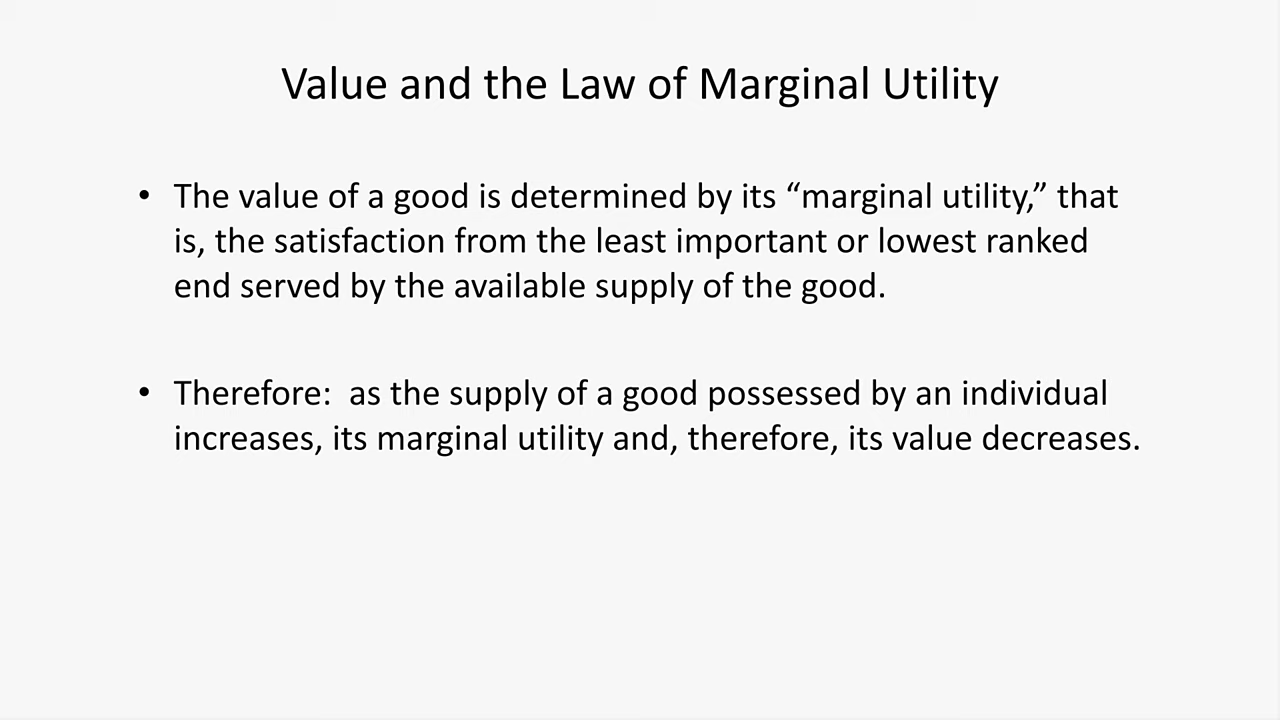 Value and the Law of Marginal Utility
• The value of a good is determined by its “marginal utility,” that
is, the satisfaction from the least important or lowest ranked
end served by the available supply of the good.
• Therefore:  as the supply of a good possessed by an individual
increases, its marginal utility and, therefore, its value decreases.